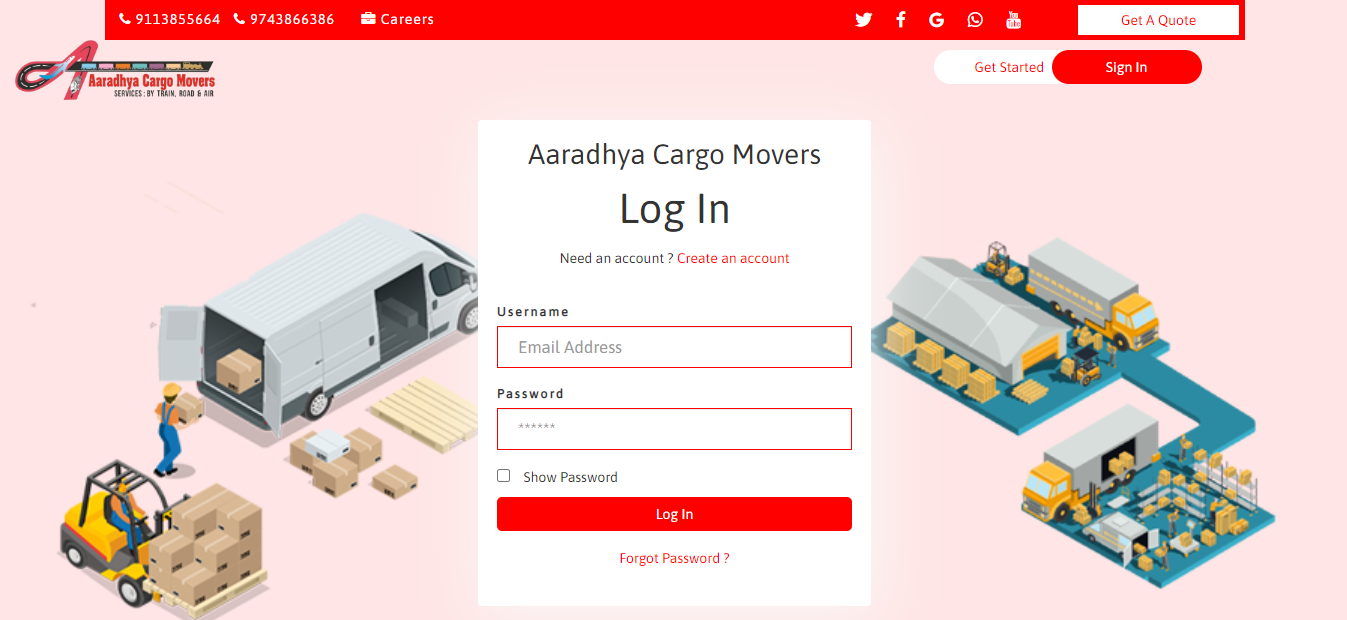 9113855664 9743866386 Careers
Get A Quote
Aaradhya Cargo Movers
SERVICES : BY TRAIN, ROAD & AIR
Get Started Sign In
Aaradhya Cargo Movers
Log In
Need an account ? Create an account
Username
Email Address
Password
******
Show Password
Log In
Forgot Password ?